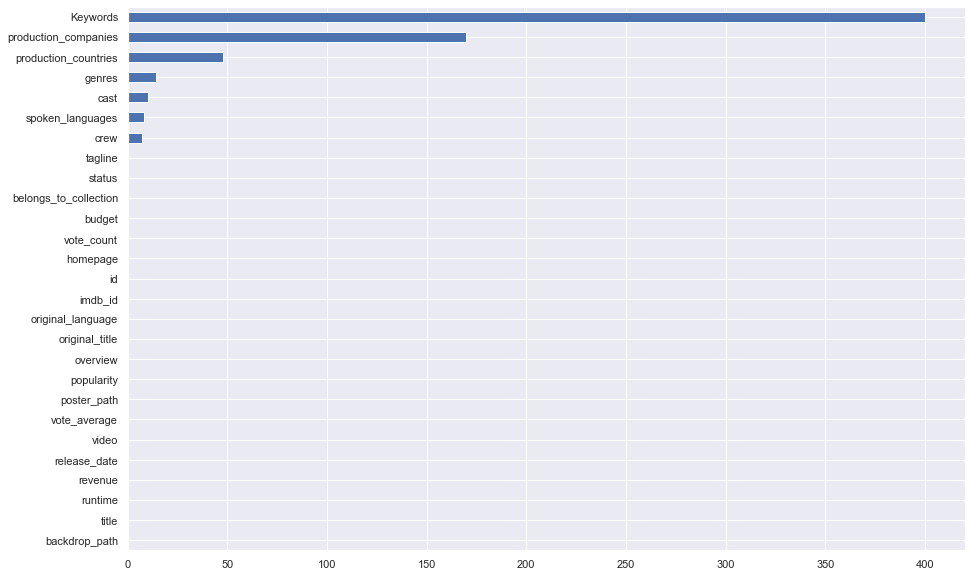 Keywords
production_companies
production_countries
genres
cast
spoken_languages
crew
tagline
status
belongs_to_collection
budget
vote_count
homepage
id
imdb_id
original_language
original_title
overview
popularity
poster_path
vote_average
video
release_date
revenue
runtime
title
backdrop_path
0 50 100 150 200 250 300 350 400